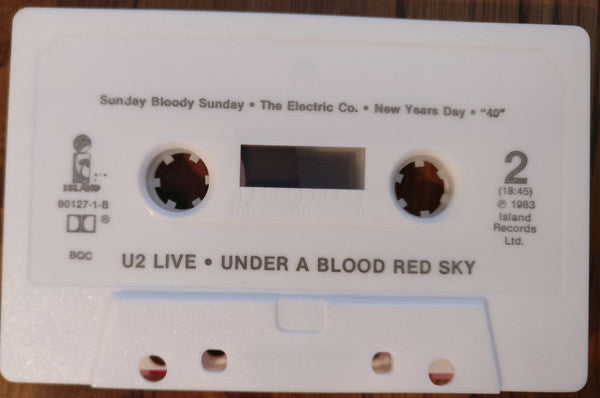 Sunday Bloody Sunday • The Electric Co. • New Years Day • "40"
ISLAND
90127-1-B
®
BQC
2
(18:45)
℗ 1983
Island
Records
Ltd.
U2 LIVE • UNDER A BLOOD RED SKY